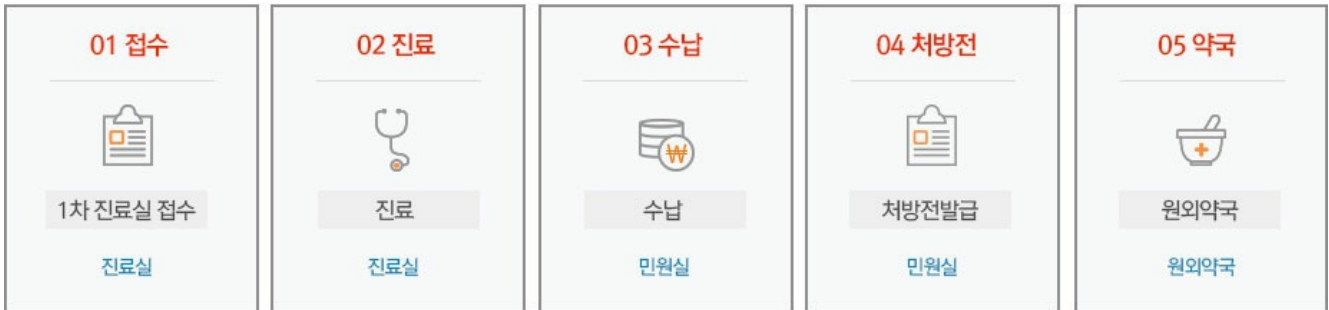 01 접수
1차 진료실 접수
진료실
02 진료
진료
진료실
03 수납
₩
수납
민원실
04 처방전
처방전발급
민원실
05 약국
원외약국
원외약국